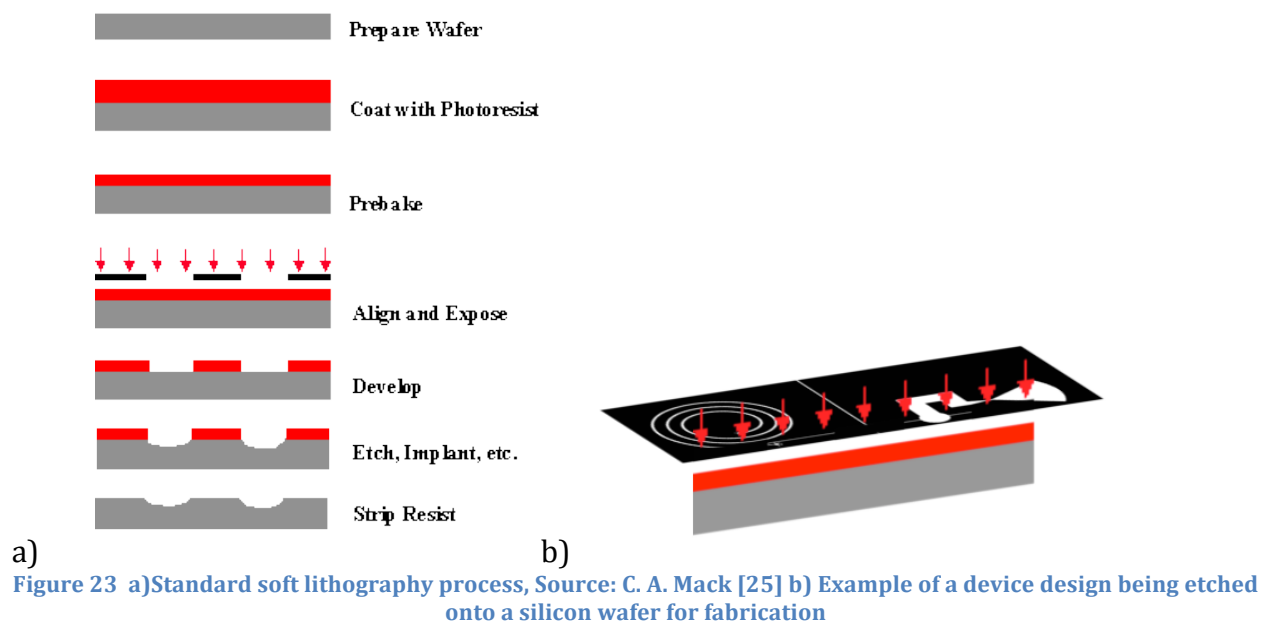 Prepare Wafer
Coat with Photoresist
Prebake
Align and Expose
Develop
Etch, Implant, etc.
Strip Resist
a)
b)
Figure 23 a)Standard soft lithography process, Source: C. A. Mack [25] b) Example of a device design being etched
onto a silicon wafer for fabrication